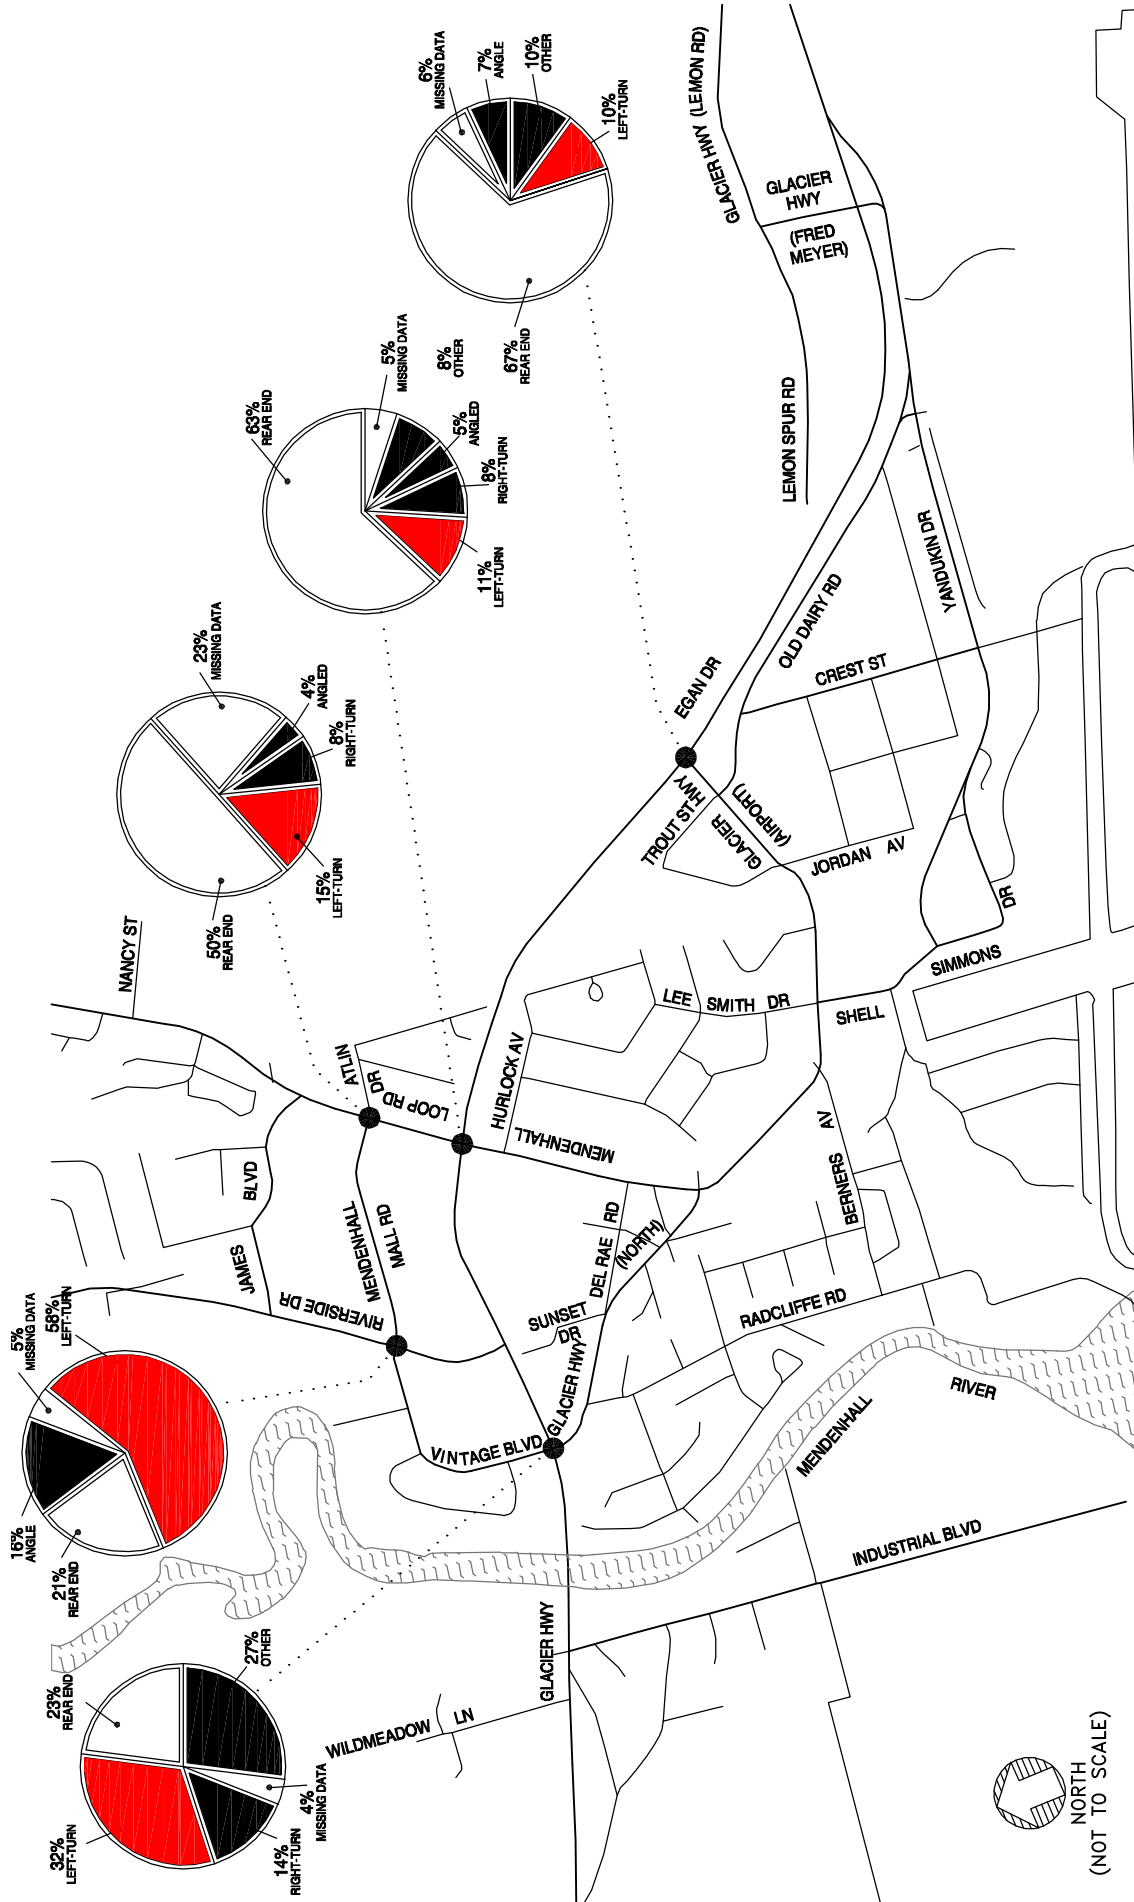 6%
MISSING DATA
7%
ANGLE
10%
OTHER
10%
LEFT-TURN
67%
REAR END
63%
REAR END
5%
MISSING DATA
8%
OTHER
5%
ANGLED
8%
RIGHT-TURN
11%
LEFT-TURN
23%
MISSING DATA
4%
ANGLED
8%
RIGHT-TURN
15%
LEFT-TURN
50%
REAR END
5%
MISSING DATA
58%
LEFT-TURN
16%
ANGLE
21%
REAR END
23%
REAR END
27%
OTHER
32%
LEFT-TURN
14%
RIGHT-TURN
4%
MISSING DATA
GLACIER HWY (LEMON RD)
GLACIER
HWY
(FRED
MEYER)
LEMON SPUR RD
YANDUKIN DR
OLD DAIRY RD
CREST ST
EGAN DR
TROUT ST
GLACIER HWY
(AIRPORT)
JORDAN AV
NANCY ST
ATLIN
DR
LOOP RD
MENDENHALL
HURLOCK AV
LEE SMITH DR
SHELL
SIMMONS
DR
BERNERS AV
JAMES BLVD
RIVERSIDE DR
MENDENHALL
MALL RD
DEL RAE RD
(NORTH)
SUNSET
DR
GLACIER HWY
RADCLIFFE RD
VINTAGE BLVD
MENDENHALL
RIVER
INDUSTRIAL BLVD
GLACIER HWY
WILDMEADOW LN
NORTH
(NOT TO SCALE)